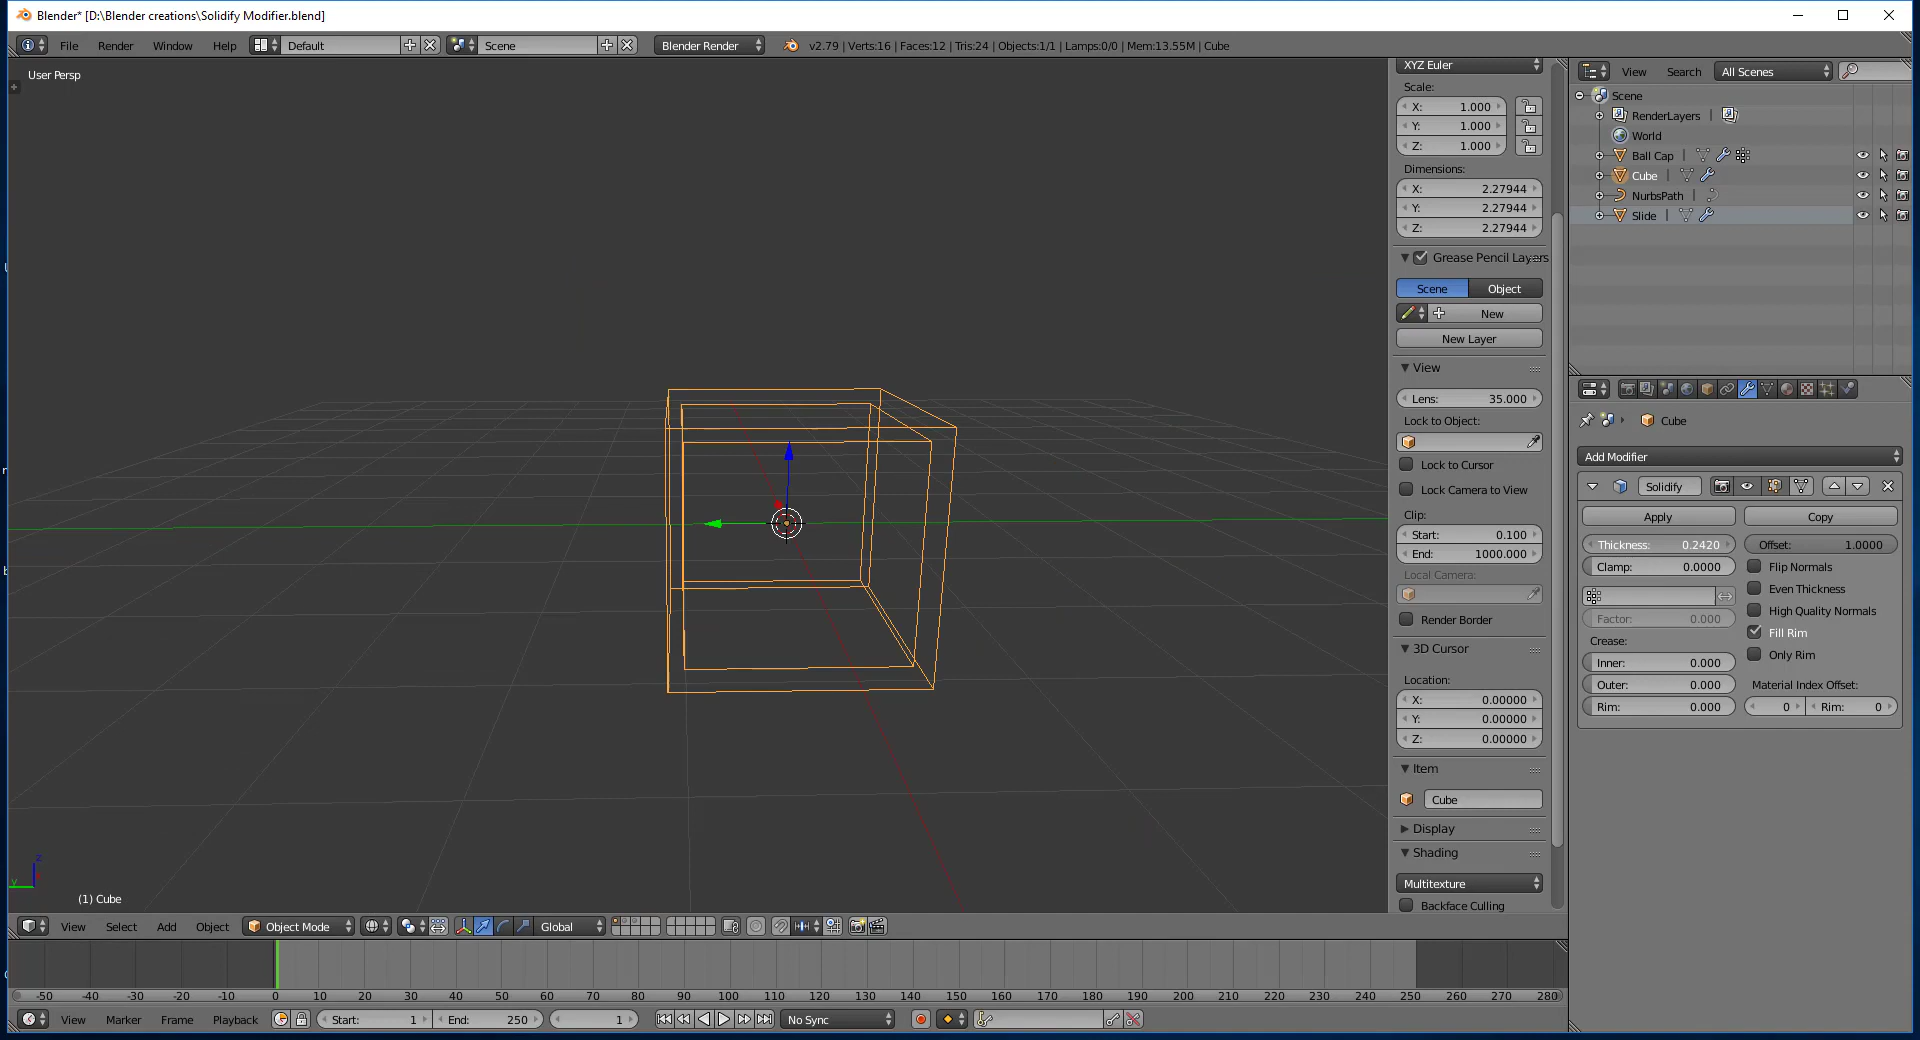 Blender* [D:\Blender creations\Solidify Modifier.blend]
File Render Window Help Default Scene Blender Render v2.79 | Verts:16 | Faces:12 | Tris:24 | Objects:1/1 | Lamps:0/0 | Mem:13.55M | Cube
User Persp
(1) Cube
z
y
XYZ Euler
Scale:
X: 1.000
Y: 1.000
Z: 1.000
Dimensions:
X: 2.27944
Y: 2.27944
Z: 2.27944
Grease Pencil Layers
Scene Object
New
New Layer
View
Lens: 35.000
Lock to Object:
Lock to Cursor
Lock Camera to View
Clip:
Start: 0.100
End: 1000.000
Local Camera:
Render Border
3D Cursor
Location:
X: 0.00000
Y: 0.00000
Z: 0.00000
Item
Cube
Display
Shading
Multitexture
Backface Culling
View Search All Scenes
Scene
RenderLayers |
World
Ball Cap |
Cube |
NurbsPath |
Slide |
Cube
Add Modifier
Solidify
Apply Copy
Thickness: 0.2420 Offset: 1.0000
Clamp: 0.0000 Flip Normals
Even Thickness
High Quality Normals
Factor: 0.000
Fill Rim
Crease:
Only Rim
Inner: 0.000
Outer: 0.000 Material Index Offset:
Rim: 0.000 0 Rim: 0
View Select Add Object Object Mode Global
-50 -40 -30 -20 -10 0 10 20 30 40 50 60 70 80 90 100 110 120 130 140 150 160 170 180 190 200 210 220 230 240 250 260 270 280
View Marker Frame Playback Start: 1 End: 250 1 No Sync